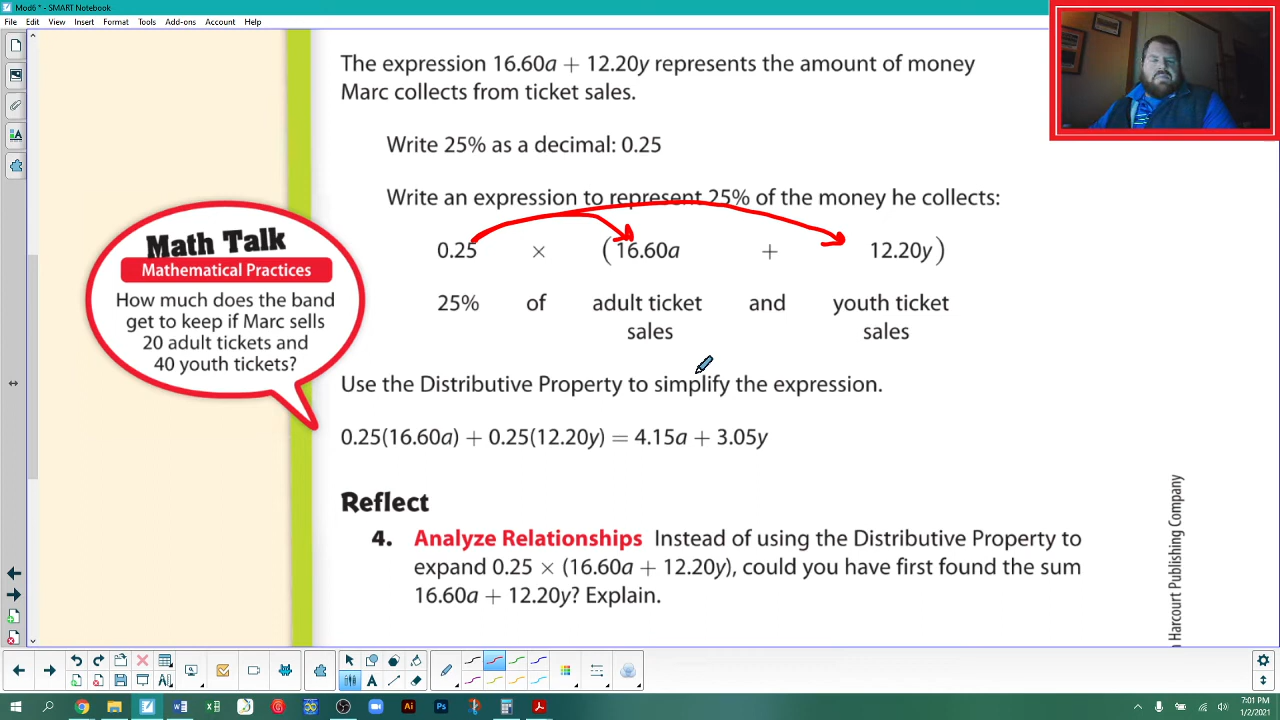 Mod6 * - SMART Notebook
File Edit View Insert Format Tools Add-ons Account Help
The expression 16.60a + 12.20y represents the amount of money
Marc collects from ticket sales.
Write 25% as a decimal: 0.25
Write an expression to represent 25% of the money he collects:
0.25 × (16.60a + 12.20y)
25% of adult ticket and youth ticket
sales sales
Math Talk
Mathematical Practices
How much does the band
get to keep if Marc sells
20 adult tickets and
40 youth tickets?
Use the Distributive Property to simplify the expression.
0.25(16.60a) + 0.25(12.20y) = 4.15a + 3.05y
Reflect
4. Analyze Relationships Instead of using the Distributive Property to
expand 0.25 × (16.60a + 12.20y), could you have first found the sum
16.60a + 12.20y? Explain.
Harcourt Publishing Company
7:01 PM
1/2/2021